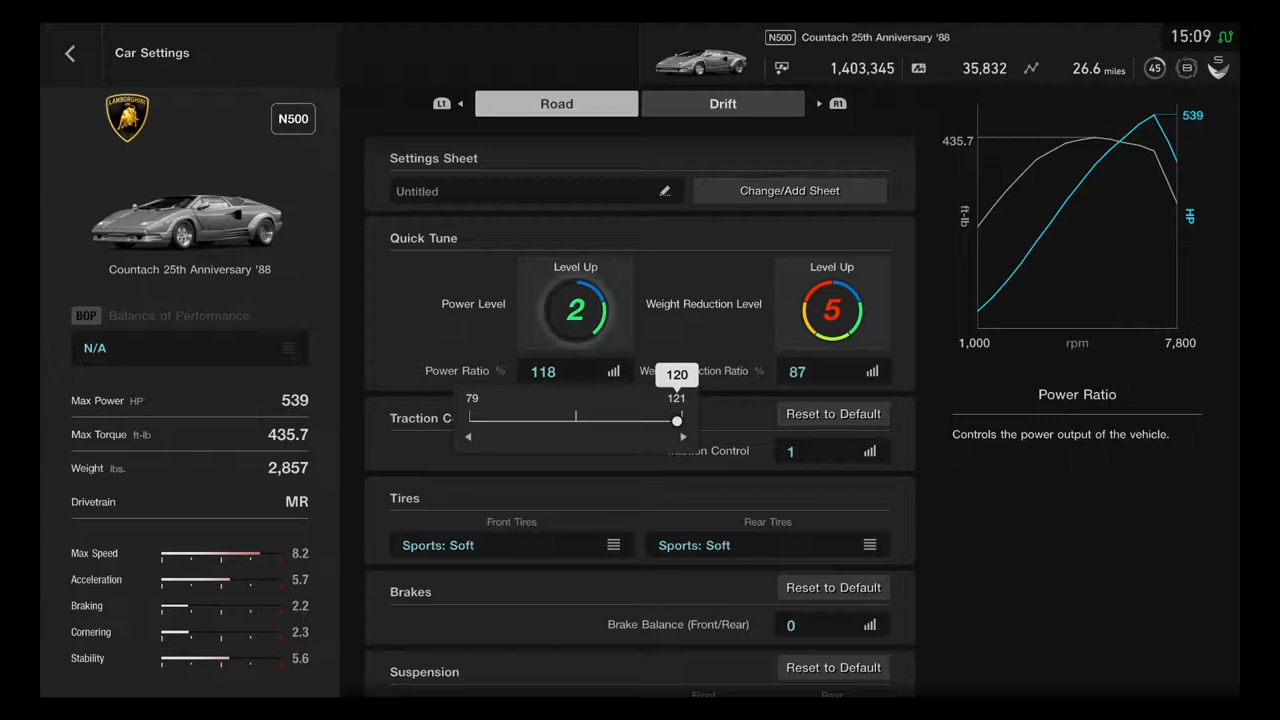 Car Settings
N500 Countach 25th Anniversary '88
15:09
1,403,345 35,832 26.6 miles 45 B S
LAMBORGHINI
N500
Countach 25th Anniversary '88
BOP Balance of Performance
N/A
Max Power HP 539
Max Torque ft-lb 435.7
Weight lbs. 2,857
Drivetrain MR
Max Speed 8.2
Acceleration 5.7
Braking 2.2
Cornering 2.3
Stability 5.6
L1 Road Drift R1
Settings Sheet
Untitled Change/Add Sheet
Quick Tune
Level Up Level Up
Power Level 2 Weight Reduction Level 5
Power Ratio % 118 ction Ratio % 87
120
79 121
Traction C Reset to Default
raction Control 1
Tires
Front Tires Rear Tires
Sports: Soft Sports: Soft
Brakes Reset to Default
Brake Balance (Front/Rear) 0
Suspension Reset to Default
Front Rear
539
435.7
ft-lb HP
1,000 rpm 7,800
Power Ratio
Controls the power output of the vehicle.